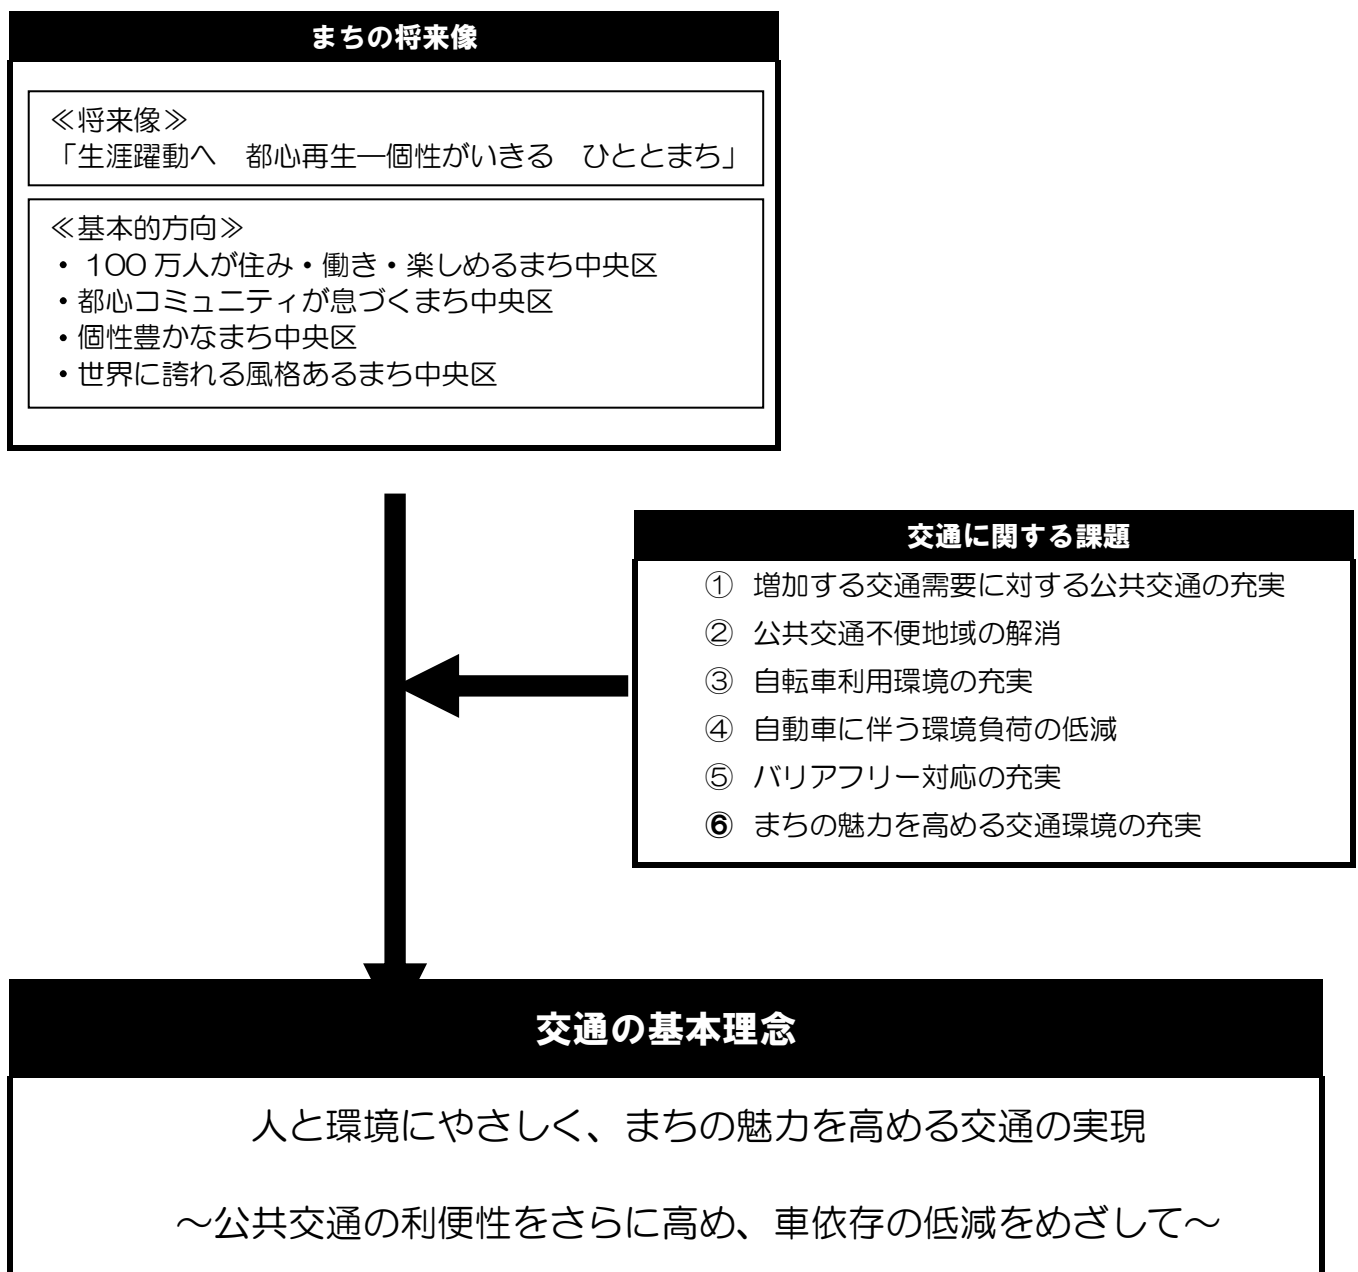 まちの将来像
≪将来像≫
「生涯躍動へ　都心再生―個性がいきる　ひととまち」
≪基本的方向≫
・ 100 万人が住み・働き・楽しめるまち中央区
・都心コミュニティが息づくまち中央区
・個性豊かなまち中央区
・世界に誇れる風格あるまち中央区
交通に関する課題
① 増加する交通需要に対する公共交通の充実
② 公共交通不便地域の解消
③ 自転車利用環境の充実
④ 自動車に伴う環境負荷の低減
⑤ バリアフリー対応の充実
⑥ まちの魅力を高める交通環境の充実
交通の基本理念
人と環境にやさしく、まちの魅力を高める交通の実現
～公共交通の利便性をさらに高め、車依存の低減をめざして～